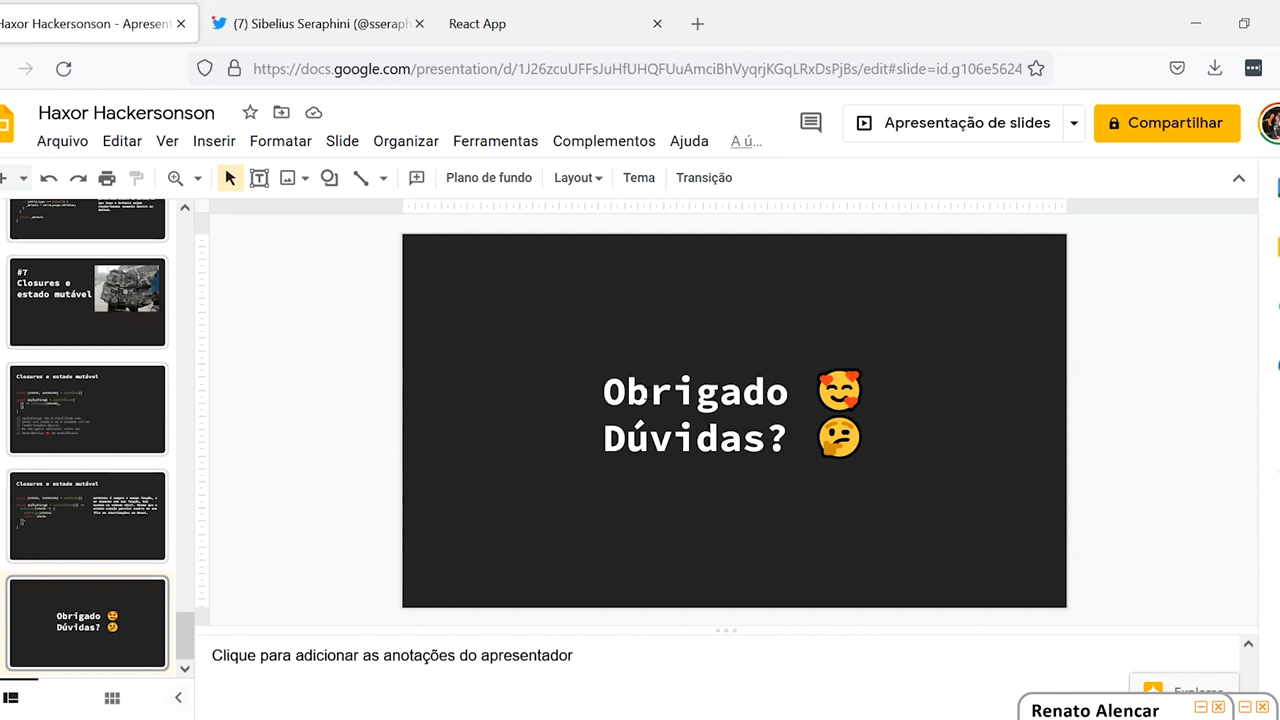 Haxor Hackersonson - Apresent
(7) Sibelius Seraphini (@sseraph
React App
https://docs.google.com/presentation/d/1J26zcuUFFsJuHfUHQFUuAmciBhVyqrjKGqLRxDsPjBs/edit#slide=id.g106e5624
Haxor Hackersonson
Apresentação de slides
Compartilhar
Arquivo Editar Ver Inserir Formatar Slide Organizar Ferramentas Complementos Ajuda A ú…
Plano de fundo Layout Tema Transição
#7
Closures e
estado mutável
Closures e estado mutável
Closures e estado mutável
Obrigado 🥰
Dúvidas? 🤔
Obrigado 🥰
Dúvidas? 🤔
Clique para adicionar as anotações do apresentador
Explorar
Renato Alencar